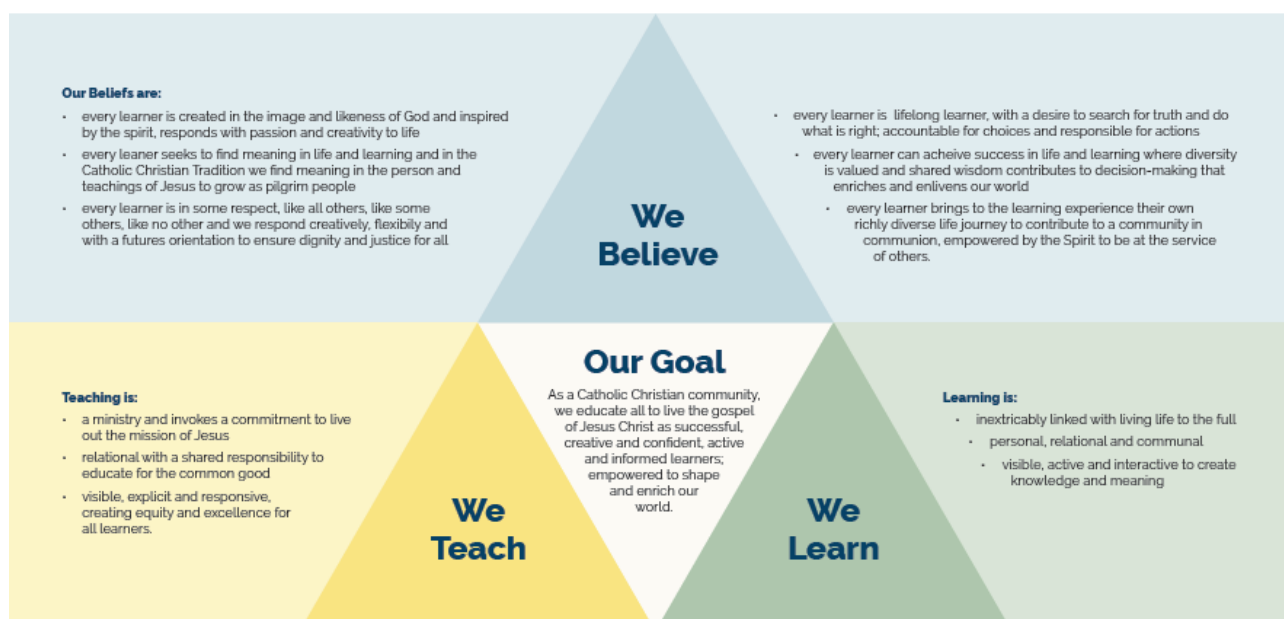 Our Beliefs are:
• every learner is created in the image and likeness of God and inspired
by the spirit, responds with passion and creativity to life
• every leaner seeks to find meaning in life and learning and in the
Catholic Christian Tradition we find meaning in the person and
teachings of Jesus to grow as pilgrim people
• every learner is in some respect, like all others, like some
others, like no other and we respond creatively, flexibily and
with a futures orientation to ensure dignity and justice for all
We
Believe
• every learner is lifelong learner, with a desire to search for truth and do
what is right; accountable for choices and responsible for actions
• every learner can acheive success in life and learning where diversity
is valued and shared wisdom contributes to decision-making that
enriches and enlivens our world
• every learner brings to the learning experience their own
richly diverse life journey to contribute to a community in
communion, empowered by the Spirit to be at the service
of others.
Teaching is:
• a ministry and invokes a commitment to live
out the mission of Jesus
• relational with a shared responsibility to
educate for the common good
• visible, explicit and responsive,
creating equity and excellence for
all learners.
We
Teach
Our Goal
As a Catholic Christian community,
we educate all to live the gospel
of Jesus Christ as successful,
creative and confident, active
and informed learners;
empowered to shape
and enrich our
world.
We
Learn
Learning is:
• inextricably linked with living life to the full
• personal, relational and communal
• visible, active and interactive to create
knowledge and meaning